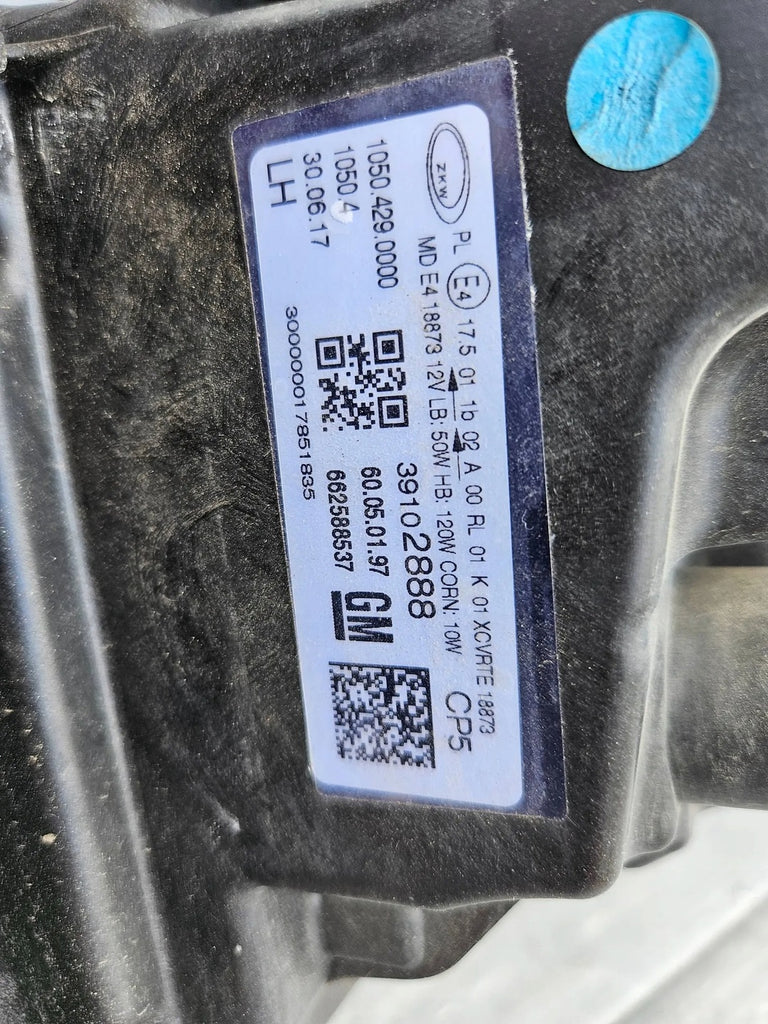 ZKW
PL E4 17.5 01 1b 02 A 00 RL 01 K 01 XCVRTE 18873
MD E4 18873 12V LB: 50W HB: 120W CORN: 10W
CP5
1050.429.0000
1050 4
30.06.17
LH
39102888
60.05.01.97
662588537
GM
3000000017851835